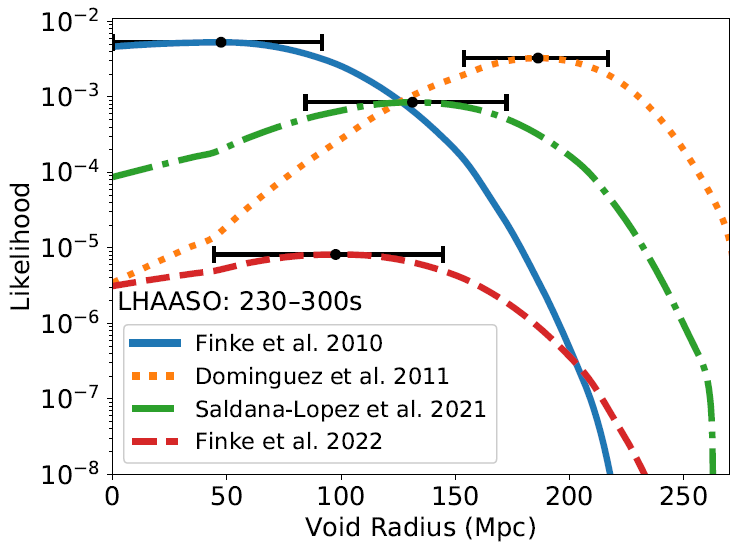 10⁻²
10⁻³
10⁻⁴
10⁻⁵
10⁻⁶
10⁻⁷
10⁻⁸
Likelihood
LHAASO: 230–300s
Finke et al. 2010
Dominguez et al. 2011
Saldana-Lopez et al. 2021
Finke et al. 2022
0 50 100 150 200 250
Void Radius (Mpc)